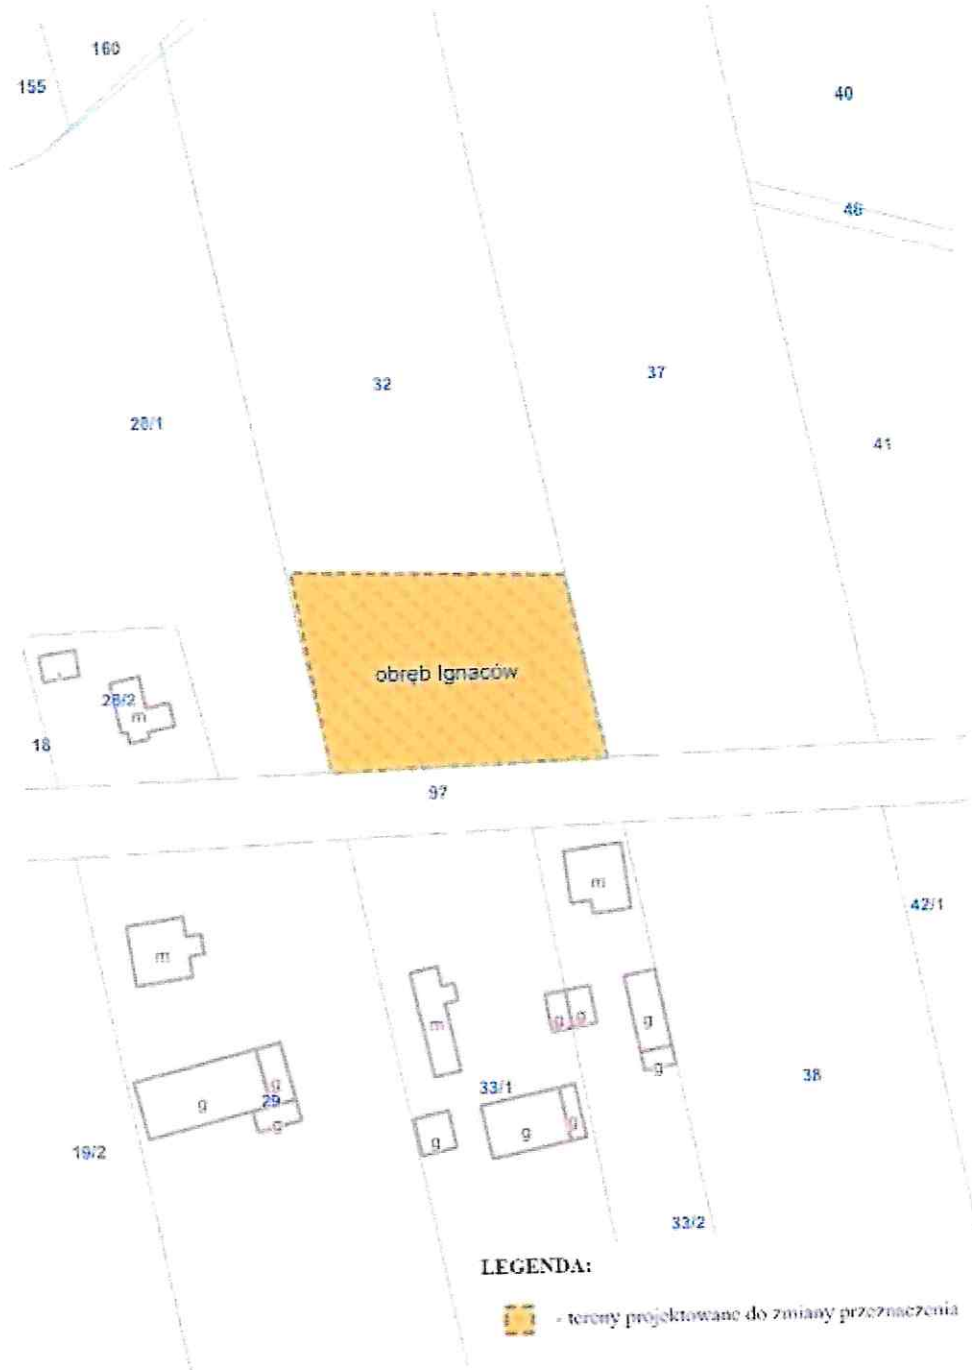 160
155
40
46
32
37
28/1
41
obręb Ignaców
28/2
m
18
97
m
42/1
m
m
g g
g
g
38
33/1
g
29
g
g
g
g
g
19/2
33/2
LEGENDA:
- tereny projektowane do zmiany przeznaczenia